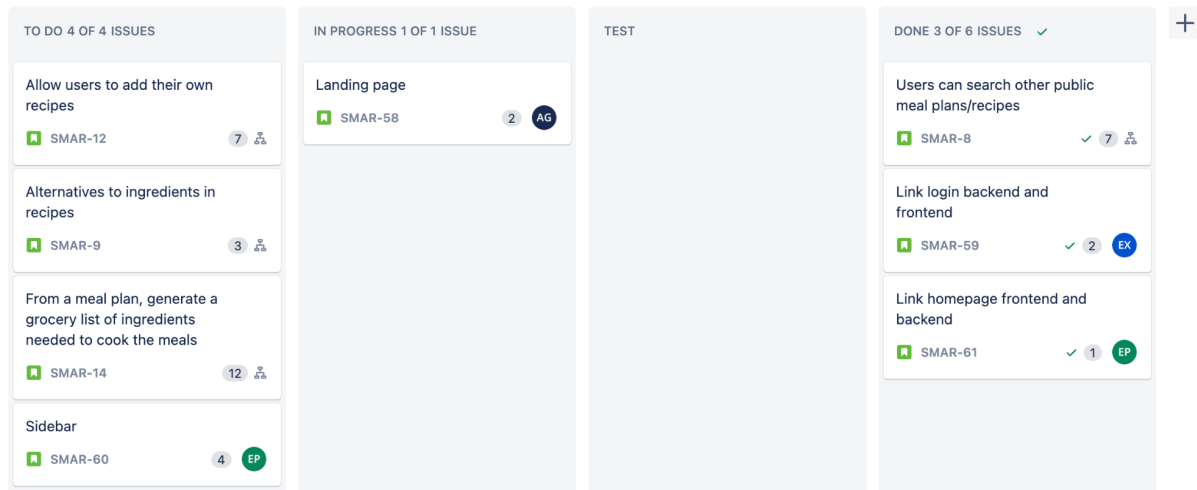 TO DO 4 OF 4 ISSUES
Allow users to add their own
recipes
SMAR-12 7
Alternatives to ingredients in
recipes
SMAR-9 3
From a meal plan, generate a
grocery list of ingredients
needed to cook the meals
SMAR-14 12
Sidebar
SMAR-60 4 EP
IN PROGRESS 1 OF 1 ISSUE
Landing page
SMAR-58 2 AG
TEST
DONE 3 OF 6 ISSUES
Users can search other public
meal plans/recipes
SMAR-8 7
Link login backend and
frontend
SMAR-59 2 EX
Link homepage frontend and
backend
SMAR-61 1 EP